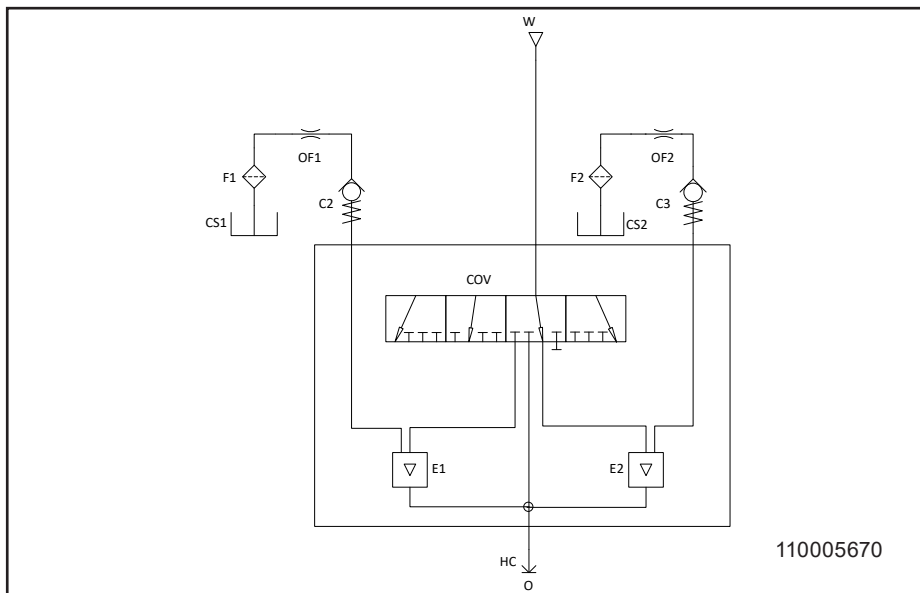 W
OF1
OF2
F1
F2
C2
C3
CS1
CS2
COV
E1
E2
HC
O
110005670